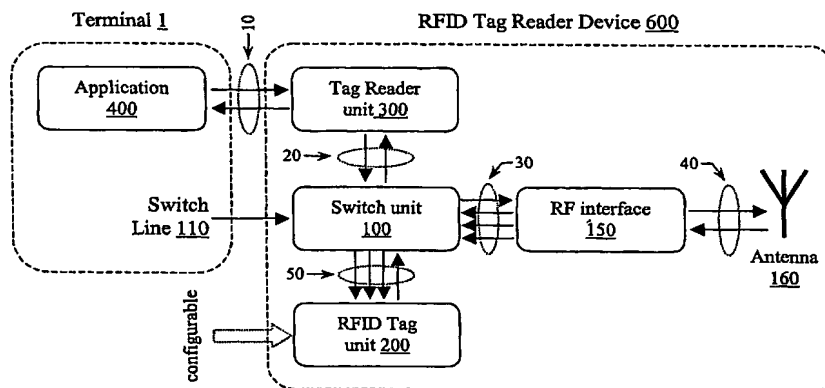 Terminal 1
10
RFID Tag Reader Device 600
Application
400
Tag Reader
unit 300
20
30
40
Switch
Line 110
Switch unit
100
RF interface
150
Antenna
160
50
configurable
RFID Tag
unit 200